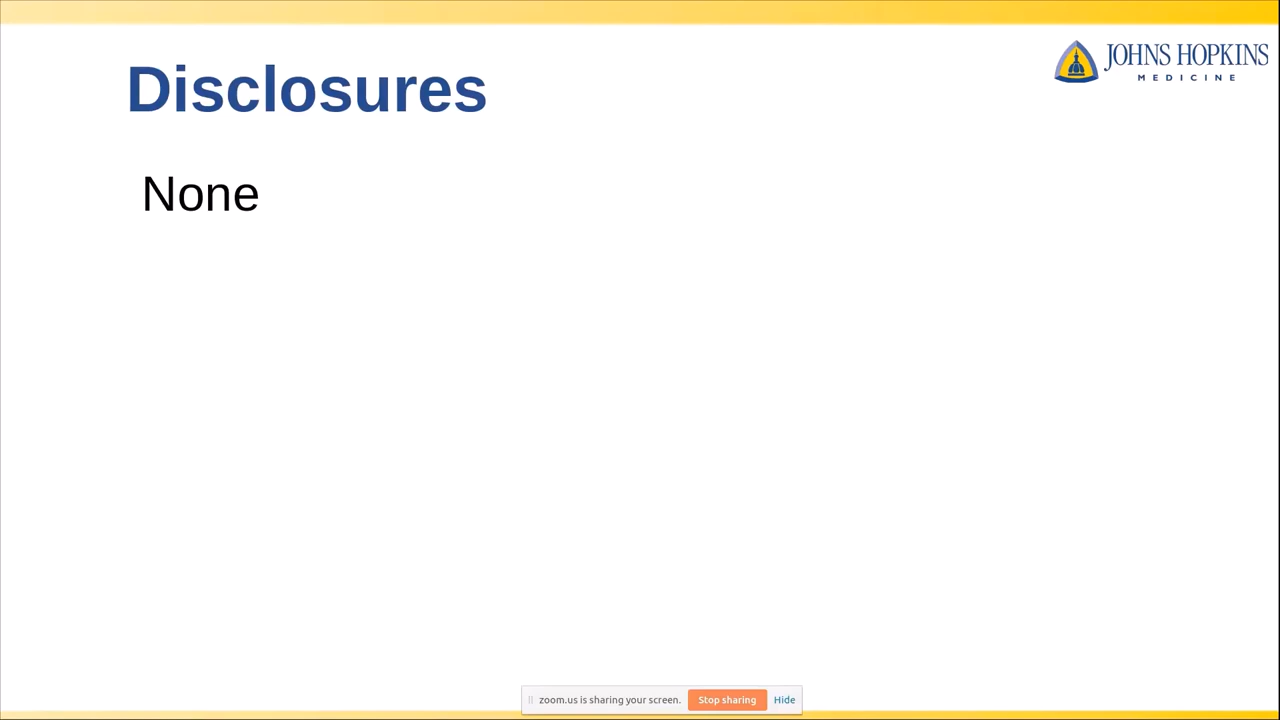 JOHNS HOPKINS
MEDICINE
Disclosures
None
zoom.us is sharing your screen.
Stop sharing
Hide